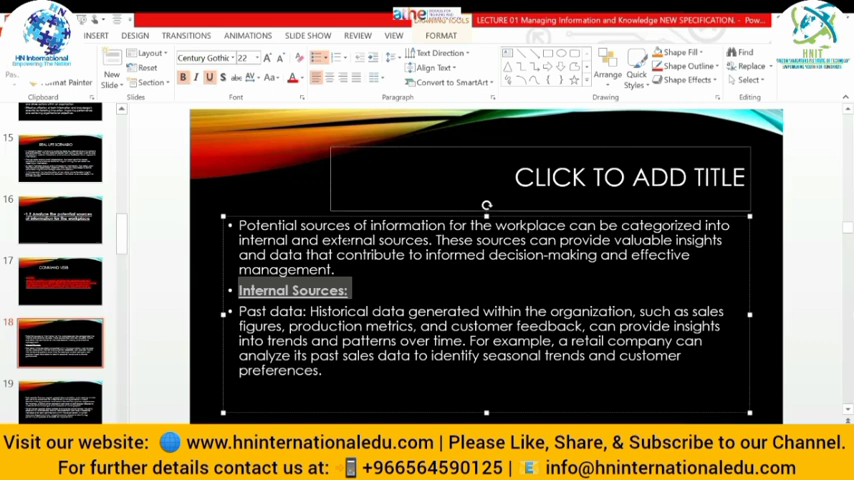 LECTURE 01 Managing Information and Knowledge NEW SPECIFICATION. - Pow...
INSERT DESIGN TRANSITIONS ANIMATIONS SLIDE SHOW REVIEW VIEW FORMAT
HN International
athe
HNIT
New Slide
Layout
Reset
Section
Century Gothic 22
Text Direction
Align Text
Convert to SmartArt
Arrange
Quick Styles
Shape Fill
Shape Outline
Shape Effects
Find
Replace
Select
Format Painter
Clipboard Slides Font Paragraph Drawing Editing
15
REAL LIFE SCENARIO
16
17
COMMAND VERB
18
19
CLICK TO ADD TITLE
• Potential sources of information for the workplace can be categorized into
internal and external sources. These sources can provide valuable insights
and data that contribute to informed decision-making and effective
management.
• Internal Sources:
• Past data: Historical data generated within the organization, such as sales
figures, production metrics, and customer feedback, can provide insights
into trends and patterns over time. For example, a retail company can
analyze its past sales data to identify seasonal trends and customer
preferences.
Visit our website: www.hninternationaledu.com | Please Like, Share, & Subscribe to our Channel.
For further details contact us at: +966564590125 | info@hninternationaledu.com